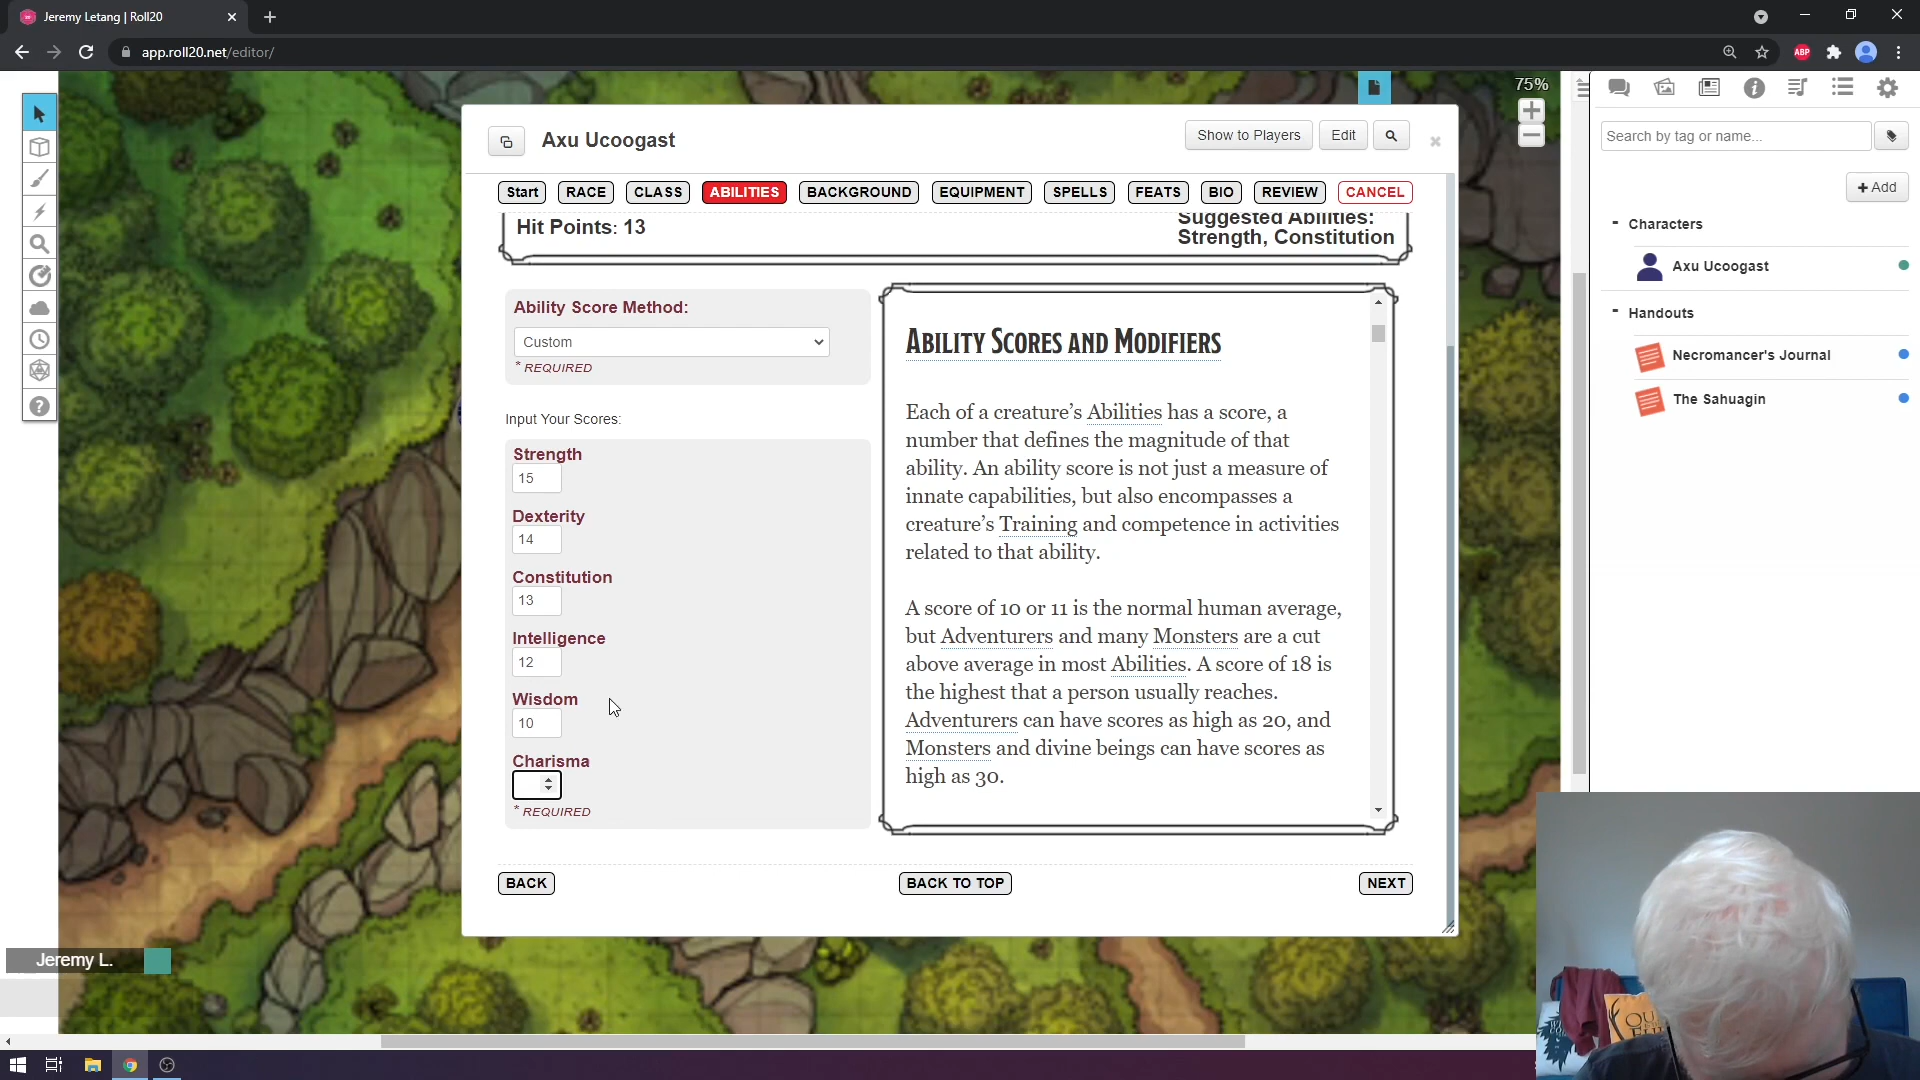 Jeremy Letang | Roll20
app.roll20.net/editor/
ABP
75%
Axu Ucoogast
Show to Players
Edit
Start
RACE
CLASS
ABILITIES
BACKGROUND
EQUIPMENT
SPELLS
FEATS
BIO
REVIEW
CANCEL
Hit Points: 13
Suggested Abilities:
Strength, Constitution
Ability Score Method:
Custom
* REQUIRED
Input Your Scores:
Strength
15
Dexterity
14
Constitution
13
Intelligence
12
Wisdom
10
Charisma
* REQUIRED
Ability Scores and Modifiers
Each of a creature's Abilities has a score, a
number that defines the magnitude of that
ability. An ability score is not just a measure of
innate capabilities, but also encompasses a
creature's Training and competence in activities
related to that ability.
A score of 10 or 11 is the normal human average,
but Adventurers and many Monsters are a cut
above average in most Abilities. A score of 18 is
the highest that a person usually reaches.
Adventurers can have scores as high as 20, and
Monsters and divine beings can have scores as
high as 30.
BACK
BACK TO TOP
NEXT
Search by tag or name...
+ Add
Characters
Axu Ucoogast
Handouts
Necromancer's Journal
The Sahuagin
Jeremy L.